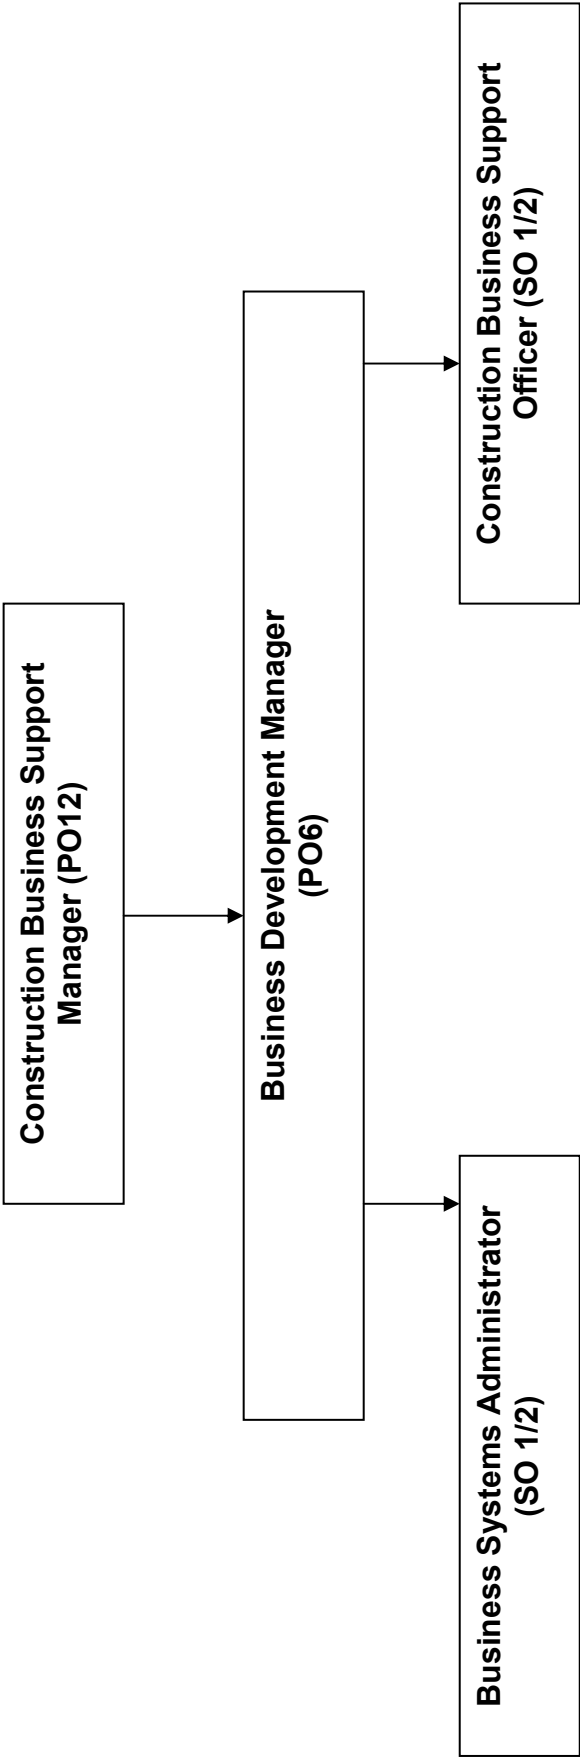 Construction Business Support
Manager (PO12)
Business Development Manager
(PO6)
Business Systems Administrator
(SO 1/2)
Construction Business Support
Officer (SO 1/2)